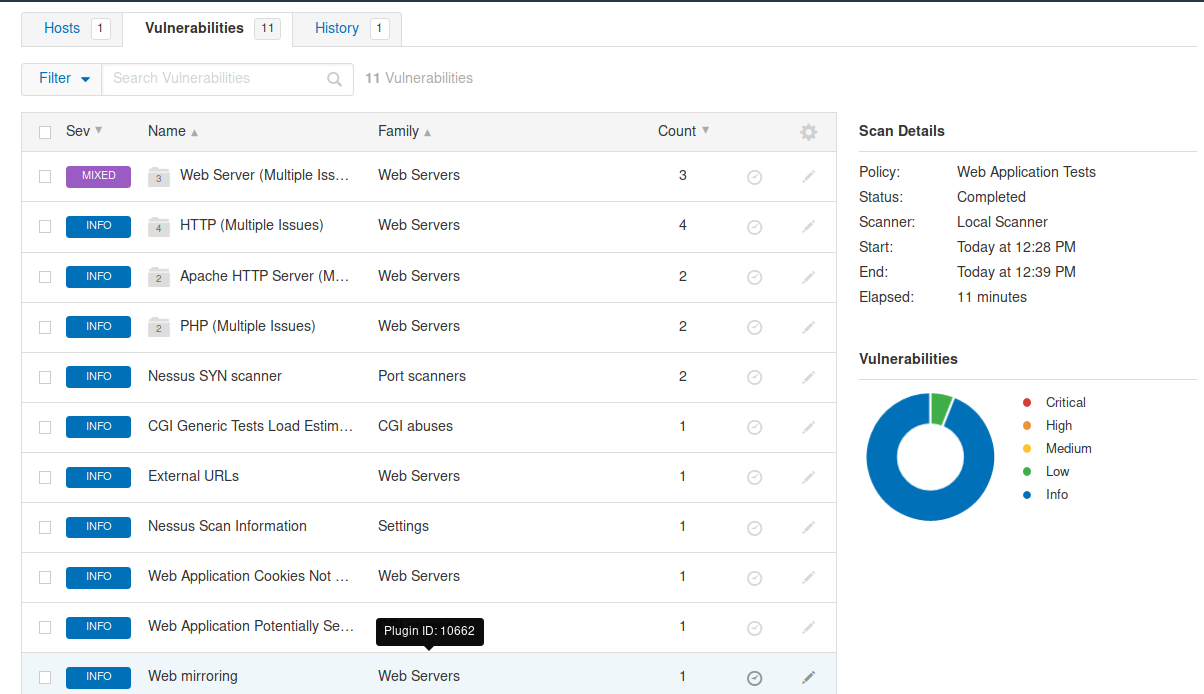 Hosts 1 Vulnerabilities 11 History 1
Filter Search Vulnerabilities 11 Vulnerabilities
Sev Name Family Count
MIXED 3 Web Server (Multiple Iss... Web Servers 3
INFO 4 HTTP (Multiple Issues) Web Servers 4
INFO 2 Apache HTTP Server (M... Web Servers 2
INFO 2 PHP (Multiple Issues) Web Servers 2
INFO Nessus SYN scanner Port scanners 2
INFO CGI Generic Tests Load Estim... CGI abuses 1
INFO External URLs Web Servers 1
INFO Nessus Scan Information Settings 1
INFO Web Application Cookies Not ... Web Servers 1
INFO Web Application Potentially Se... 1
Plugin ID: 10662
INFO Web mirroring Web Servers 1
Scan Details
Policy: Web Application Tests
Status: Completed
Scanner: Local Scanner
Start: Today at 12:28 PM
End: Today at 12:39 PM
Elapsed: 11 minutes
Vulnerabilities
Critical
High
Medium
Low
Info